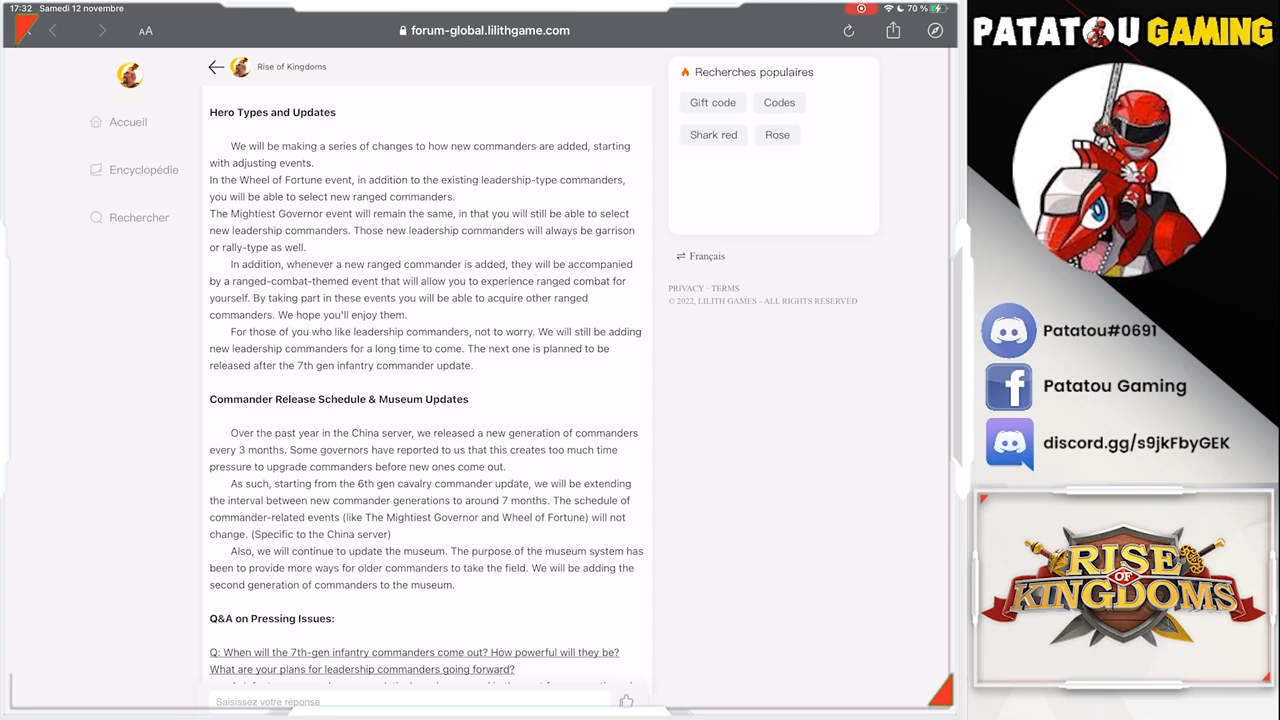 17:32 Samedi 12 novembre
70 %
AA
forum-global.lilithgame.com
Rise of Kingdoms
Accueil
Encyclopédie
Rechercher
Hero Types and Updates
We will be making a series of changes to how new commanders are added, starting
with adjusting events.
In the Wheel of Fortune event, in addition to the existing leadership-type commanders,
you will be able to select new ranged commanders.
The Mightiest Governor event will remain the same, in that you will still be able to select
new leadership commanders. Those new leadership commanders will always be garrison
or rally-type as well.
In addition, whenever a new ranged commander is added, they will be accompanied
by a ranged-combat-themed event that will allow you to experience ranged combat for
yourself. By taking part in these events you will be able to acquire other ranged
commanders. We hope you'll enjoy them.
For those of you who like leadership commanders, not to worry. We will still be adding
new leadership commanders for a long time to come. The next one is planned to be
released after the 7th gen infantry commander update.
Commander Release Schedule & Museum Updates
Over the past year in the China server, we released a new generation of commanders
every 3 months. Some governors have reported to us that this creates too much time
pressure to upgrade commanders before new ones come out.
As such, starting from the 6th gen cavalry commander update, we will be extending
the interval between new commander generations to around 7 months. The schedule of
commander-related events (like The Mightiest Governor and Wheel of Fortune) will not
change. (Specific to the China server)
Also, we will continue to update the museum. The purpose of the museum system has
been to provide more ways for older commanders to take the field. We will be adding the
second generation of commanders to the museum.
Q&A on Pressing Issues:
Q: When will the 7th-gen infantry commanders come out? How powerful will they be?
What are your plans for leadership commanders going forward?
Saisissez votre réponse
Recherches populaires
Gift code
Codes
Shark red
Rose
Français
PRIVACY · TERMS
© 2022, LILITH GAMES - ALL RIGHTS RESERVED
PATATOU GAMING
Patatou#0691
Patatou Gaming
discord.gg/s9jkFbyGEK
RISE
OF
KINGDOMS